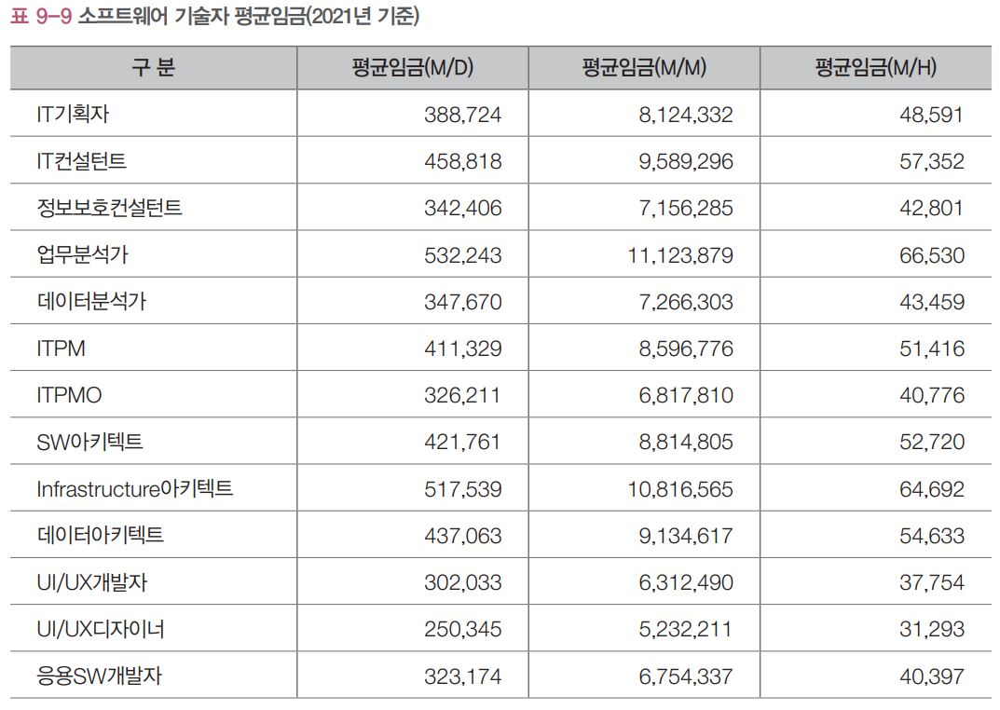 표 9-9 소프트웨어 기술자 평균임금(2021년 기준)
구 분 평균임금(M/D) 평균임금(M/M) 평균임금(M/H)
IT기획자 388,724 8,124,332 48,591
IT컨설턴트 458,818 9,589,296 57,352
정보보호컨설턴트 342,406 7,156,285 42,801
업무분석가 532,243 11,123,879 66,530
데이터분석가 347,670 7,266,303 43,459
ITPM 411,329 8,596,776 51,416
ITPMO 326,211 6,817,810 40,776
SW아키텍트 421,761 8,814,805 52,720
Infrastructure아키텍트 517,539 10,816,565 64,692
데이터아키텍트 437,063 9,134,617 54,633
UI/UX개발자 302,033 6,312,490 37,754
UI/UX디자이너 250,345 5,232,211 31,293
응용SW개발자 323,174 6,754,337 40,397